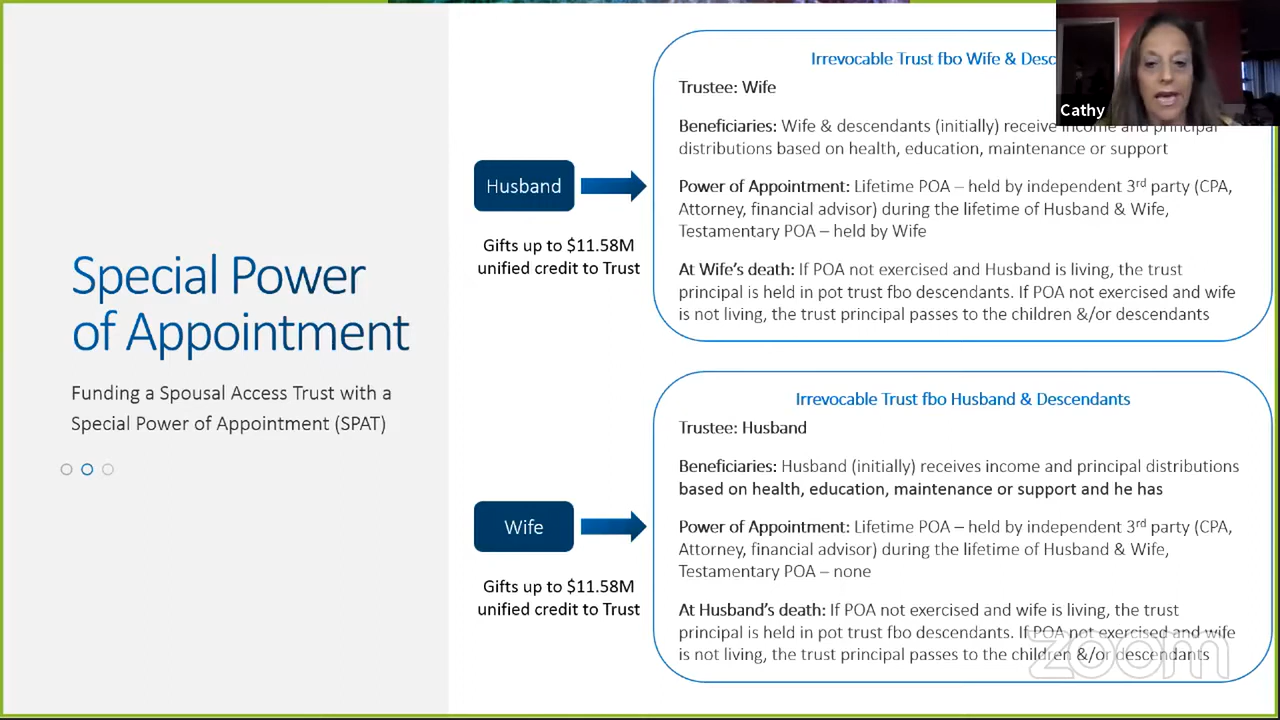 Special Power
of Appointment
Funding a Spousal Access Trust with a
Special Power of Appointment (SPAT)
Husband
Gifts up to $11.58M
unified credit to Trust
Irrevocable Trust fbo Wife &
Trustee: Wife
Beneficiaries: Wife & descendants (initially) receive income and principal
distributions based on health, education, maintenance or support
Power of Appointment: Lifetime POA – held by independent 3rd party (CPA,
Attorney, financial advisor) during the lifetime of Husband & Wife,
Testamentary POA – held by Wife
At Wife's death: If POA not exercised and Husband is living, the trust
principal is held in pot trust fbo descendants. If POA not exercised and wife
is not living, the trust principal passes to the children &/or descendants
Cathy
Wife
Gifts up to $11.58M
unified credit to Trust
Irrevocable Trust fbo Husband & Descendants
Trustee: Husband
Beneficiaries: Husband (initially) receives income and principal distributions
based on health, education, maintenance or support and he has
Power of Appointment: Lifetime POA – held by independent 3rd party (CPA,
Attorney, financial advisor) during the lifetime of Husband & Wife,
Testamentary POA – none
At Husband's death: If POA not exercised and wife is living, the trust
principal is held in pot trust fbo descendants. If POA not exercised and wife
is not living, the trust principal passes to the children &/or descendants
zoom